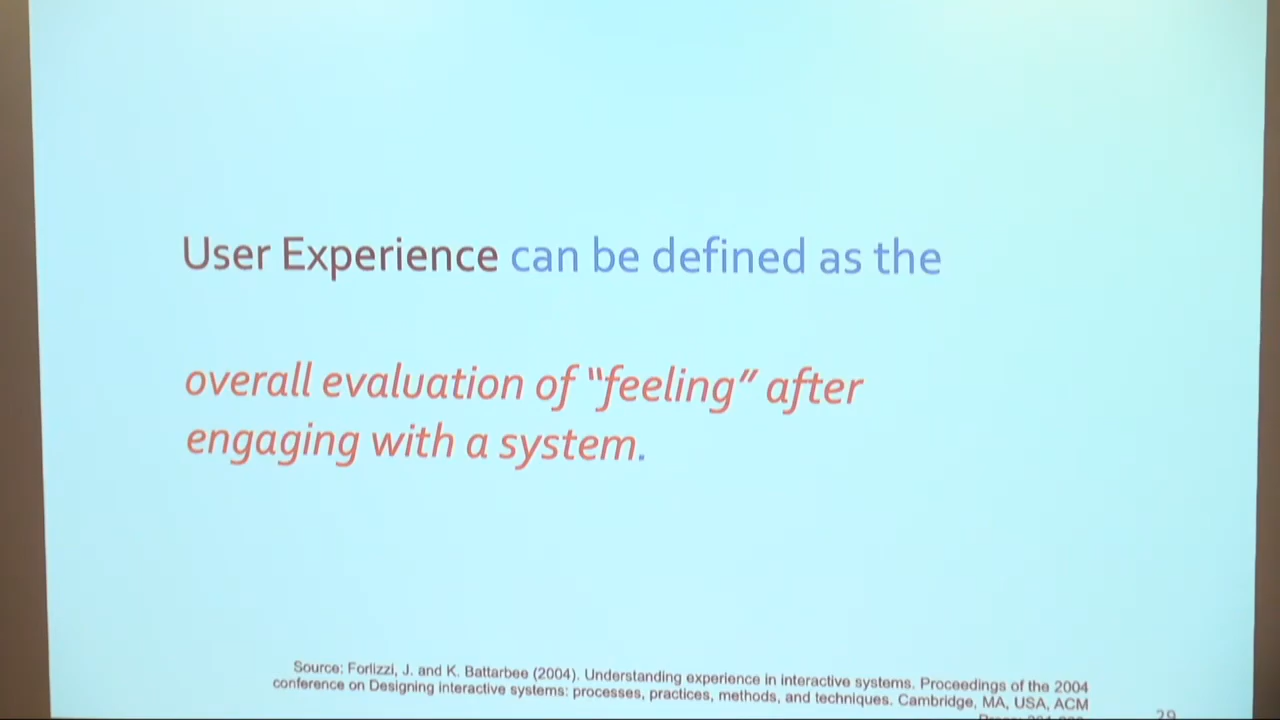 User Experience can be defined as the
overall evaluation of "feeling" after
engaging with a system.
Source: Forlizzi, J. and K. Battarbee (2004). Understanding experience in interactive systems. Proceedings of the 2004
conference on Designing interactive systems: processes, practices, methods, and techniques. Cambridge, MA, USA, ACM
29